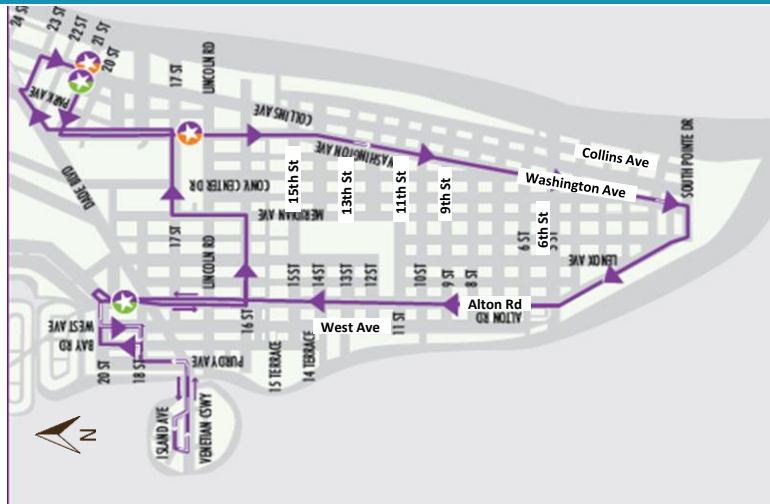 24 ST
23 ST
22 ST
21 ST
20 ST
PARK AVE
17 ST
LINCOLN RD
COLLINS AVE
WASHINGTON AVE
Collins Ave
Washington Ave
SOUTH POINTE DR
DADE BLVD
CONV. CENTER DR
MERIDIAN AVE
15th St
13th St
11th St
9th St
6th St
6 ST
5 ST
LENOX AVE
17 ST
LINCOLN RD
16 ST
15 ST
14 ST
13 ST
12 ST
10 ST
9 ST
8 ST
Alton Rd
ALTON RD
West Ave
11 ST
WEST AVE
BAY RD
20 ST
18 ST
PURDY AVE
15 TERRACE
14 TERRACE
ISLAND AVE
VENETIAN CSWY
N